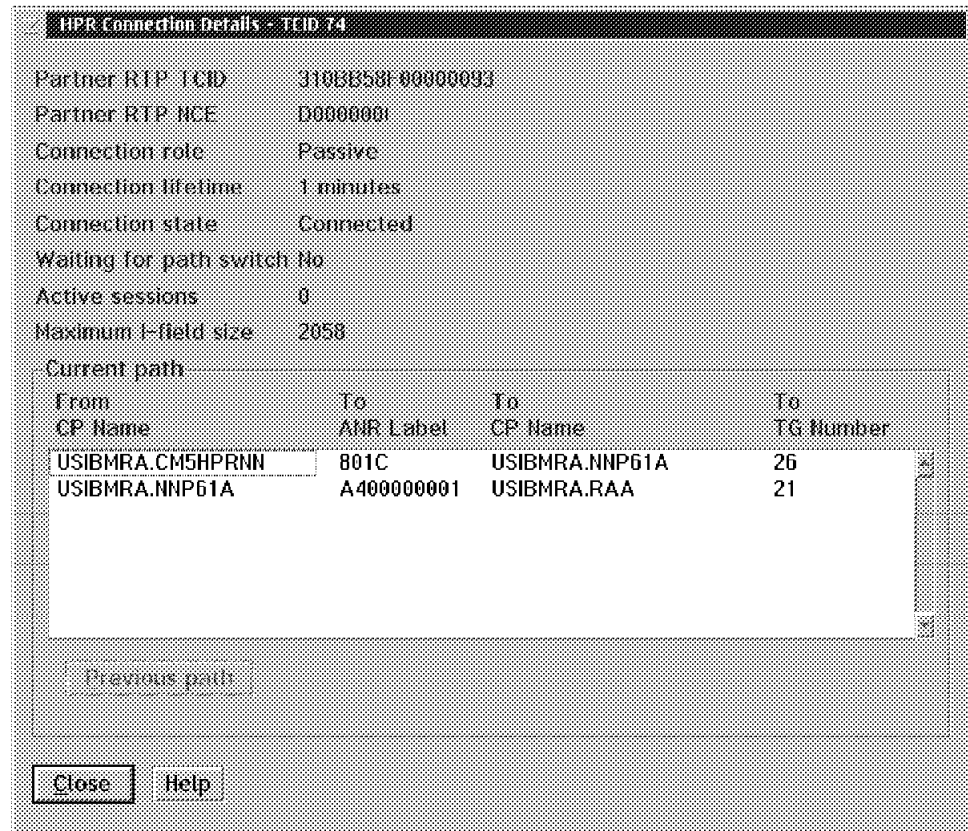 HPR Connection Details - TCID 74
Partner RTP TCID 310BB58F00000093
Partner RTP NCE
Connection role Passive
Connection lifetime 1 minutes
Connection state Connected
Waiting for path switch No
Active sessions 0
Maximum I-field size 2058
Current path
From To To To
CP Name ANR Label CP Name TG Number
USIBMRA.CM5HPRNN 801C USIBMRA.NNP61A 26
USIBMRA.NNP61A A400000001 USIBMRA.RAA 21
Previous path
Close Help